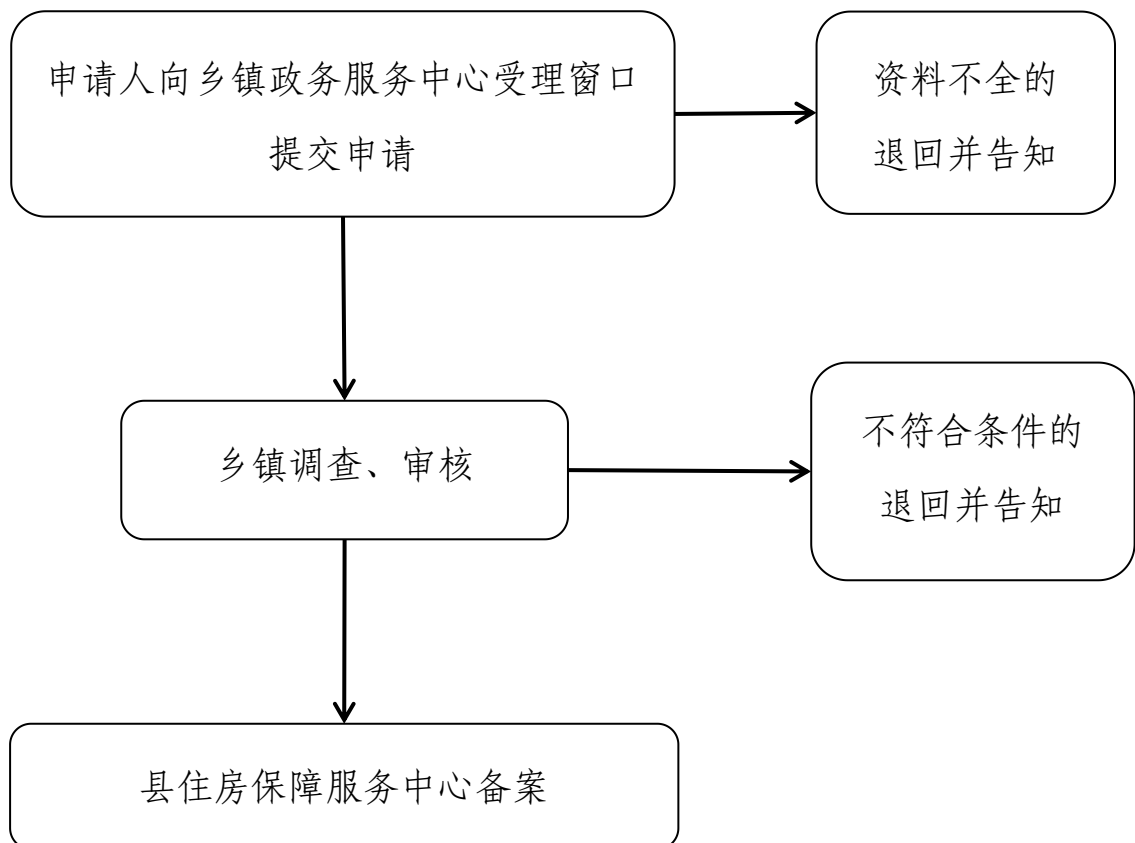 申请人向乡镇政务服务中心受理窗口
提交申请
资料不全的
退回并告知
乡镇调查、审核
不符合条件的
退回并告知
县住房保障服务中心备案